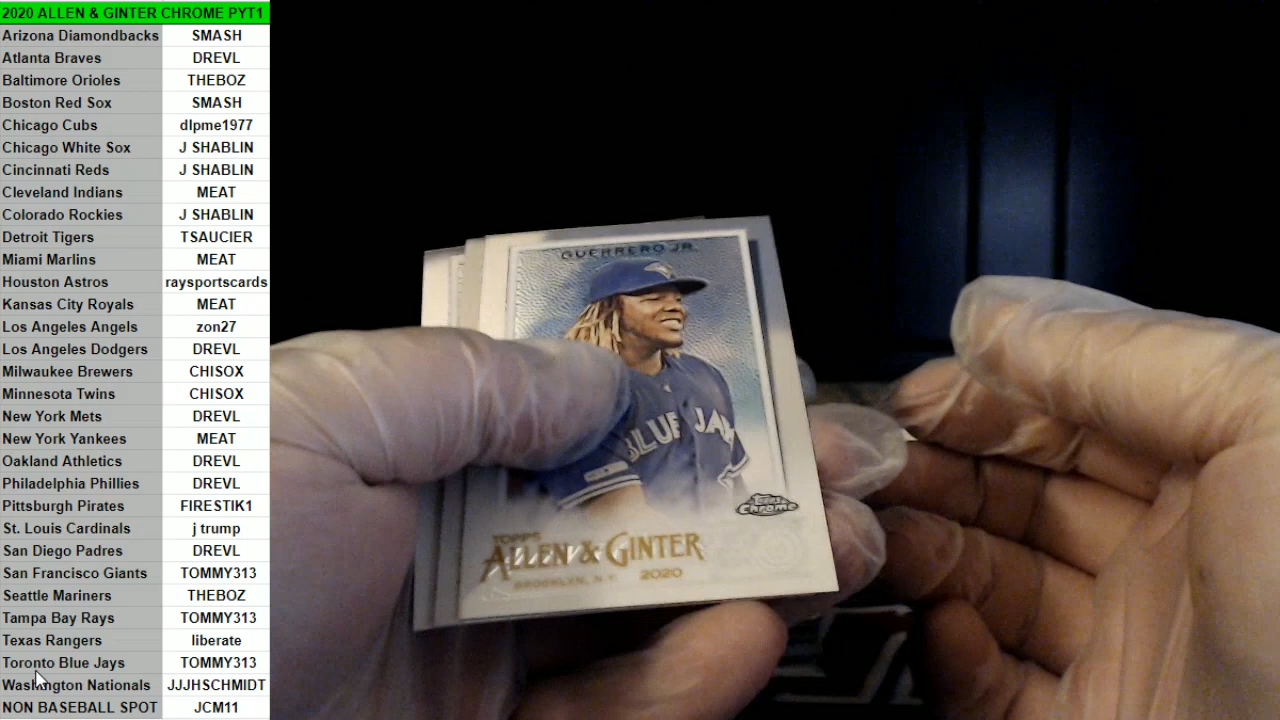 2020 ALLEN & GINTER CHROME PYT1
Arizona Diamondbacks SMASH
Atlanta Braves DREVL
Baltimore Orioles THEBOZ
Boston Red Sox SMASH
Chicago Cubs dlpme1977
Chicago White Sox J SHABLIN
Cincinnati Reds J SHABLIN
Cleveland Indians MEAT
Colorado Rockies J SHABLIN
Detroit Tigers TSAUCIER
Miami Marlins MEAT
Houston Astros raysportscards
Kansas City Royals MEAT
Los Angeles Angels zon27
Los Angeles Dodgers DREVL
Milwaukee Brewers CHISOX
Minnesota Twins CHISOX
New York Mets DREVL
New York Yankees MEAT
Oakland Athletics DREVL
Philadelphia Phillies DREVL
Pittsburgh Pirates FIRESTIK1
St. Louis Cardinals j trump
San Diego Padres DREVL
San Francisco Giants TOMMY313
Seattle Mariners THEBOZ
Tampa Bay Rays TOMMY313
Texas Rangers liberate
Toronto Blue Jays TOMMY313
Washington Nationals JJJHSCHMIDT
NON BASEBALL SPOT JCM11
GUERRERO JR.
BLUE JAY
Topps Chrome
TOPPS
ALLEN & GINTER
BROOKLYN, N.Y. 2020